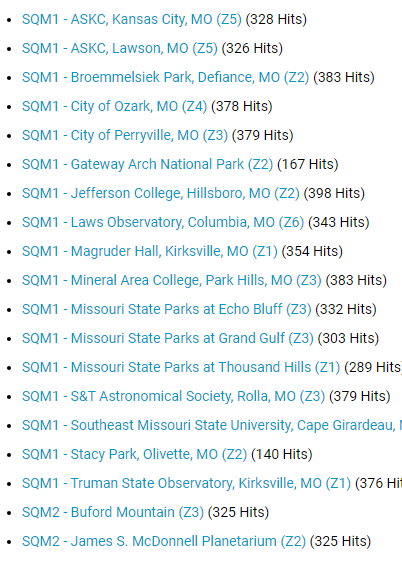 SQM1 - ASKC, Kansas City, MO (Z5) (328 Hits)
SQM1 - ASKC, Lawson, MO (Z5) (326 Hits)
SQM1 - Broemmelsiek Park, Defiance, MO (Z2) (383 Hits)
SQM1 - City of Ozark, MO (Z4) (378 Hits)
SQM1 - City of Perryville, MO (Z3) (379 Hits)
SQM1 - Gateway Arch National Park (Z2) (167 Hits)
SQM1 - Jefferson College, Hillsboro, MO (Z2) (398 Hits)
SQM1 - Laws Observatory, Columbia, MO (Z6) (343 Hits)
SQM1 - Magruder Hall, Kirksville, MO (Z1) (354 Hits)
SQM1 - Mineral Area College, Park Hills, MO (Z3) (383 Hits)
SQM1 - Missouri State Parks at Echo Bluff (Z3) (332 Hits)
SQM1 - Missouri State Parks at Grand Gulf (Z3) (303 Hits)
SQM1 - Missouri State Parks at Thousand Hills (Z1) (289 Hits)
SQM1 - S&T Astronomical Society, Rolla, MO (Z3) (379 Hits)
SQM1 - Southeast Missouri State University, Cape Girardeau,
SQM1 - Stacy Park, Olivette, MO (Z2) (140 Hits)
SQM1 - Truman State Observatory, Kirksville, MO (Z1) (376
SQM2 - Buford Mountain (Z3) (325 Hits)
SQM2 - James S. McDonnell Planetarium (Z2) (325 Hits)